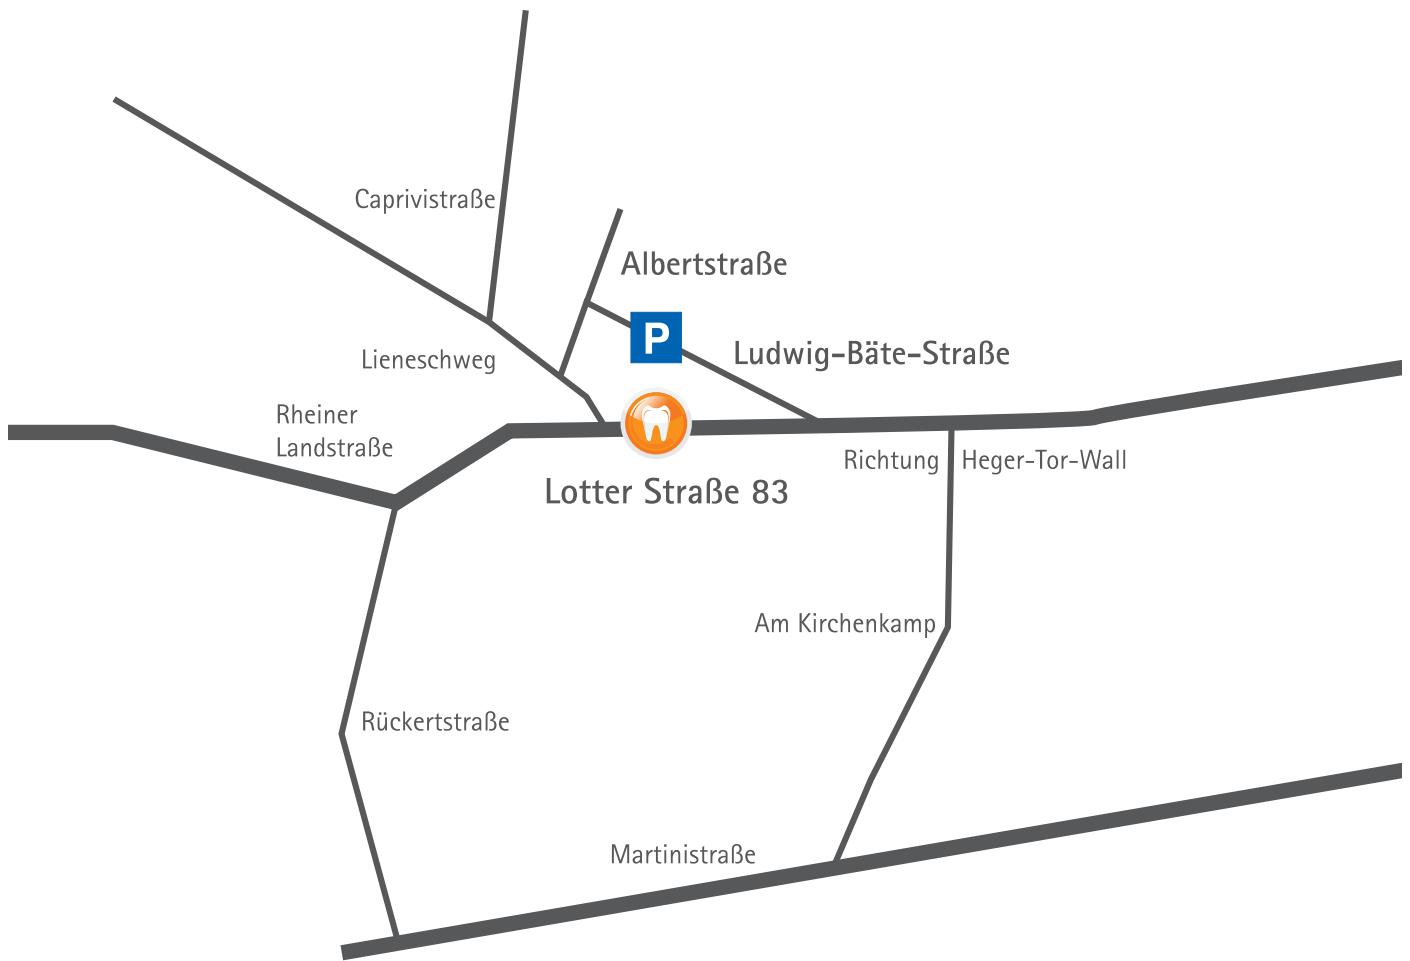 Caprivistraße
Albertstraße
P
Ludwig-Bäte-Straße
Lieneschweg
Rheiner
Landstraße
Richtung Heger-Tor-Wall
Lotter Straße 83
Am Kirchenkamp
Rückertstraße
Martinistraße